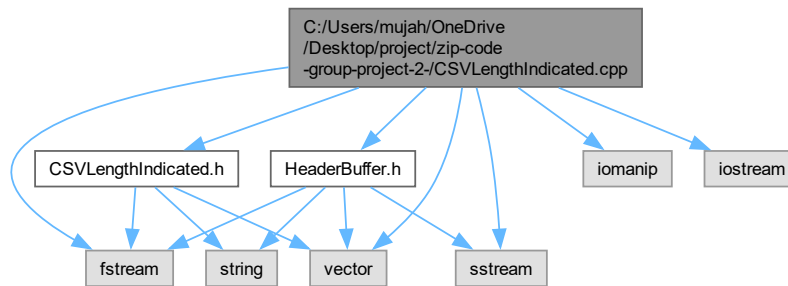 C:/Users/mujah/OneDrive
/Desktop/project/zip-code
-group-project-2-/CSVLengthIndicated.cpp
CSVLengthIndicated.h
HeaderBuffer.h
iomanip
iostream
fstream
string
vector
sstream